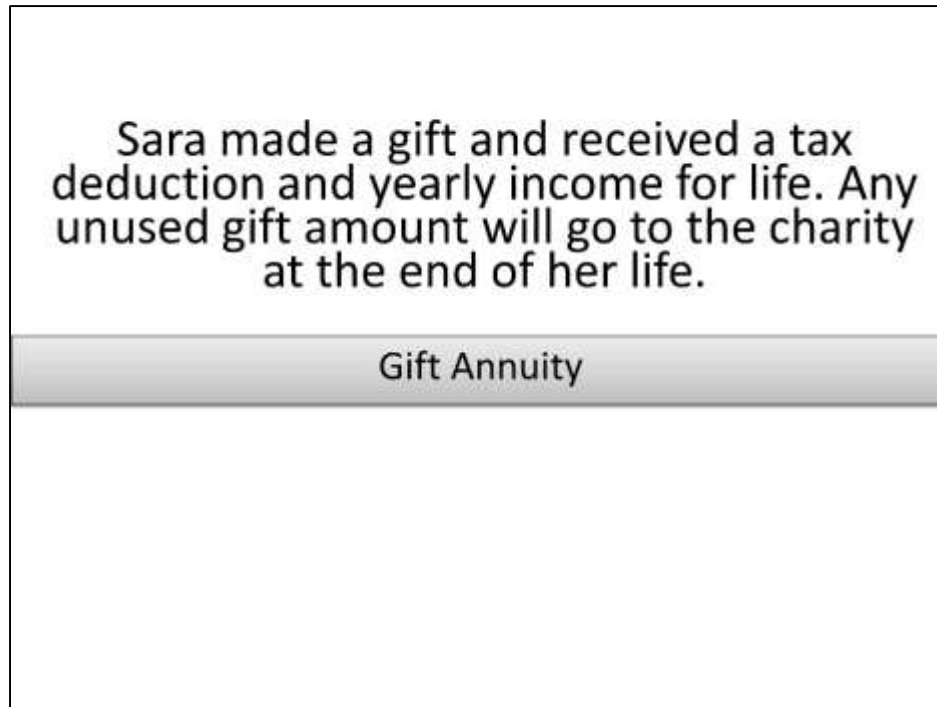 Sara made a gift and received a tax
deduction and yearly income for life. Any
unused gift amount will go to the charity
at the end of her life.
Gift Annuity